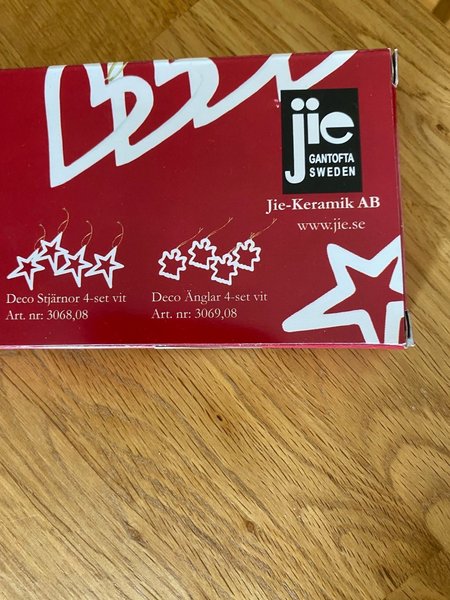 jie
GANTOFTA
SWEDEN
Jie-Keramik AB
www.jie.se
Deco Stjärnor 4-set vit
Art. nr: 3068,08
Deco Änglar 4-set vit
Art. nr: 3069,08